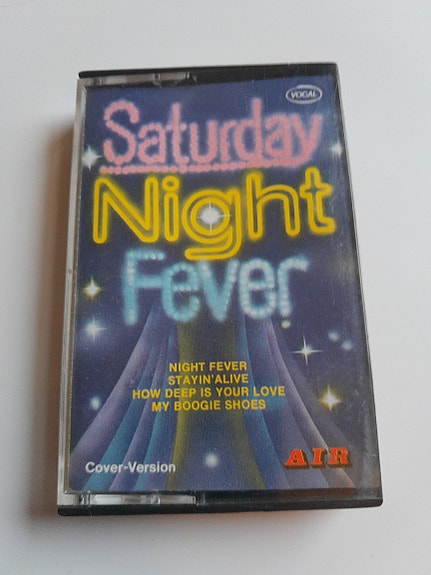 VOCAL
Saturday
Night
Fever
NIGHT FEVER
STAYIN'ALIVE
HOW DEEP IS YOUR LOVE
MY BOOGIE SHOES
Cover-Version
AIR